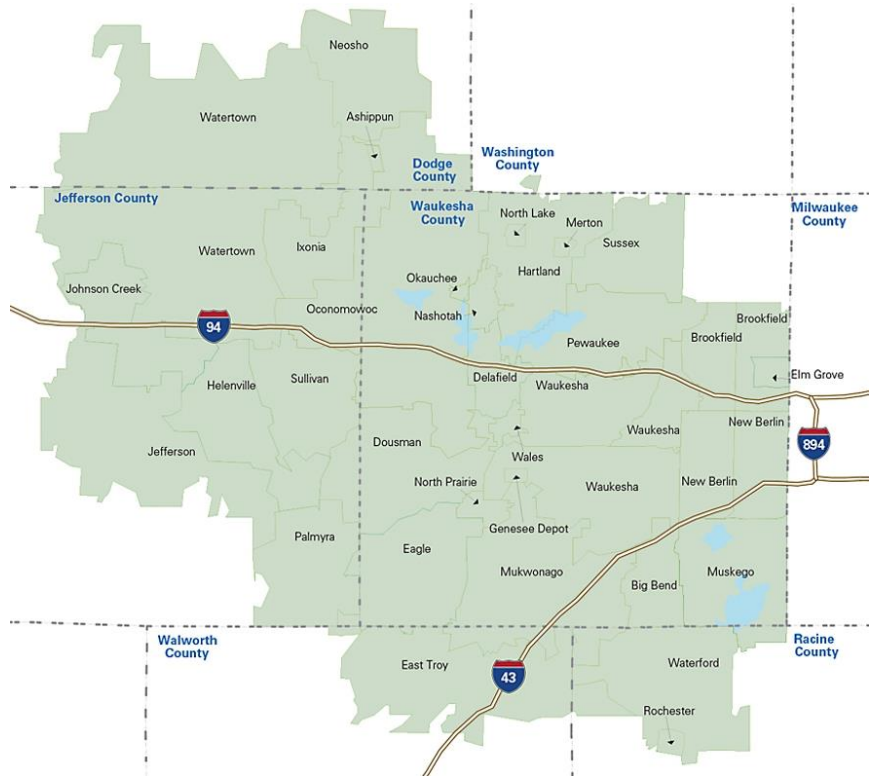 Neosho
Watertown
Ashippun
Dodge
County
Washington
County
Jefferson County
Waukesha
County
Milwaukee
County
North Lake
Merton
Sussex
Ixonia
Watertown
Hartland
Okauchee
Johnson Creek
Oconomowoc
Nashotah
Brookfield
94
Pewaukee
Brookfield
Elm Grove
Helenville
Sullivan
Delafield
Waukesha
New Berlin
Waukesha
894
Dousman
Jefferson
Wales
North Prairie
Waukesha
New Berlin
Genesee Depot
Palmyra
Eagle
Mukwonago
Muskego
Big Bend
Walworth
County
Racine
County
East Troy
Waterford
43
Rochester